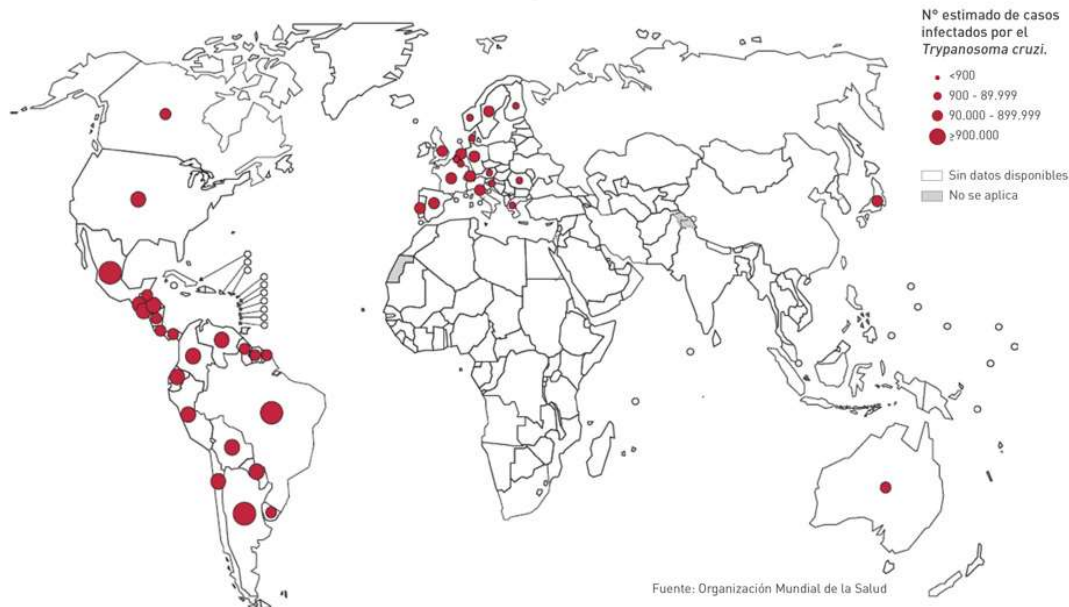 N° estimado de casos
infectados por el
Trypanosoma cruzi.
<900
900 - 89.999
90.000 - 899.999
≥900.000
Sin datos disponibles
No se aplica
Fuente: Organización Mundial de la Salud